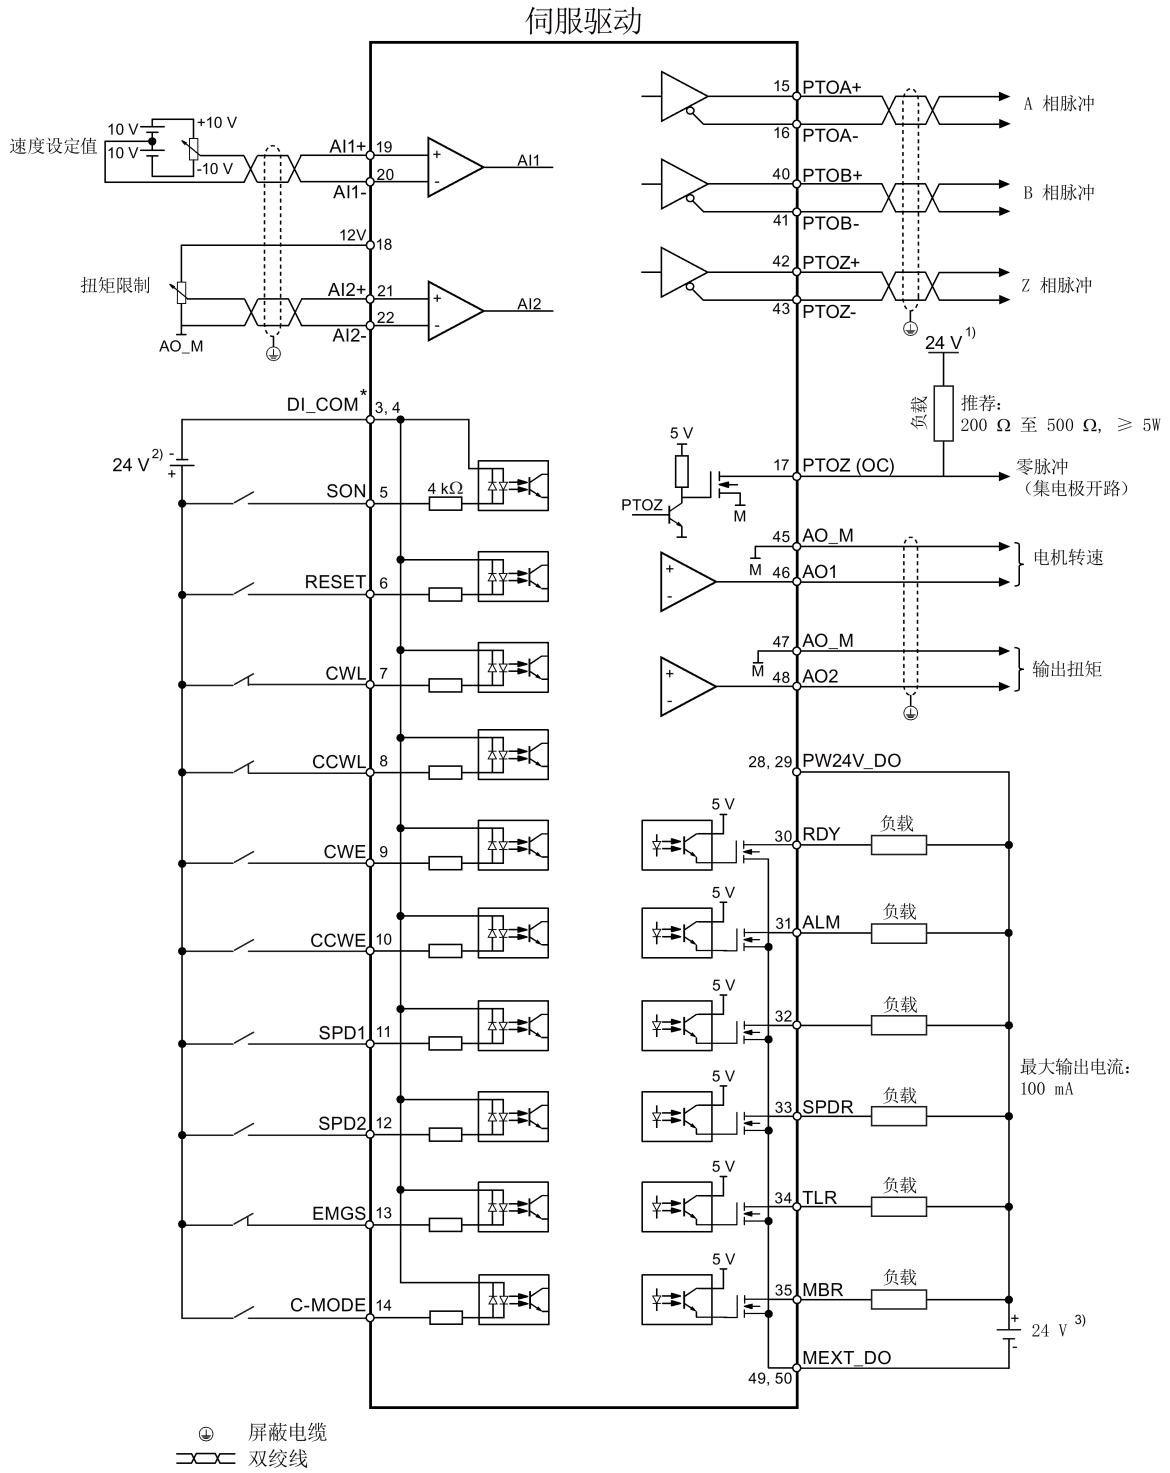 伺服驱动
速度设定值
10 V
10 V
+10 V
-10 V
AI1+
19
20
AI1-
+
-
AI1
12V
18
扭矩限制
AI2+
21
22
AI2-
+
-
AI2
AO_M
DI_COM*
3, 4
24 V 2)
-
+
SON
5
4 kΩ
RESET
6
CWL
7
CCWL
8
CWE
9
CCWE
10
SPD1
11
SPD2
12
EMGS
13
C-MODE
14
15
PTOA+
16
PTOA-
A 相脉冲
40
PTOB+
41
PTOB-
B 相脉冲
42
PTOZ+
43
PTOZ-
Z 相脉冲
24 V 1)
负载
推荐：
200 Ω 至 500 Ω, ≥ 5W
5 V
PTOZ
M
17
PTOZ (OC)
零脉冲
（集电极开路）
45
AO_M
M
46
AO1
+
-
电机转速
47
AO_M
M
48
AO2
+
-
输出扭矩
28, 29
PW24V_DO
5 V
30
RDY
负载
5 V
31
ALM
负载
5 V
32
负载
最大输出电流：
100 mA
5 V
33
SPDR
负载
5 V
34
TLR
负载
5 V
35
MBR
负载
+
24 V 3)
-
MEXT_DO
49, 50
屏蔽电缆
双绞线